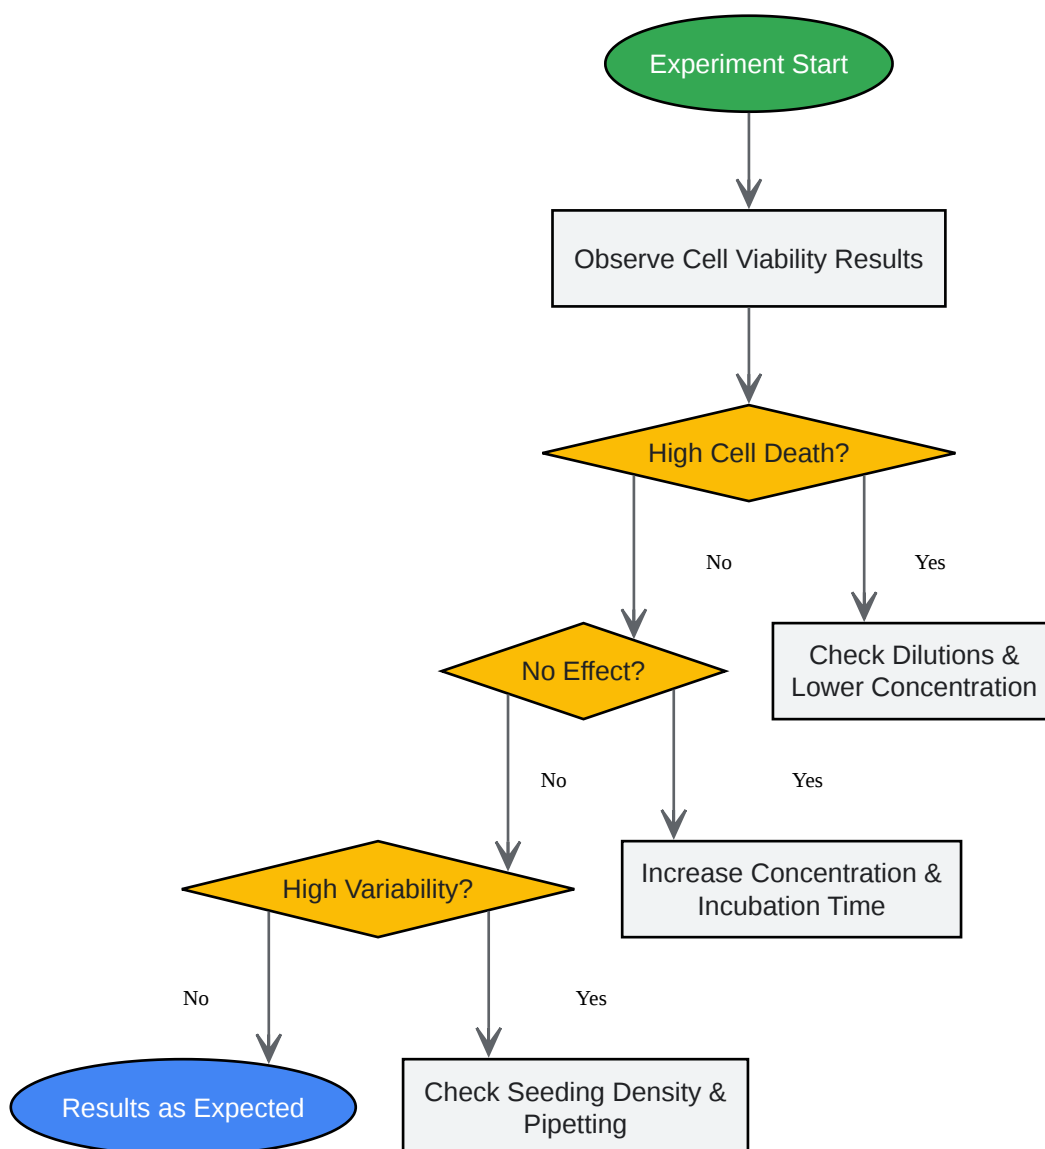 Experiment Start
Observe Cell Viability Results
High Cell Death?
No
Yes
No Effect?
Check Dilutions &
Lower Concentration
No
Yes
High Variability?
Increase Concentration &
Incubation Time
No
Yes
Results as Expected
Check Seeding Density &
Pipetting